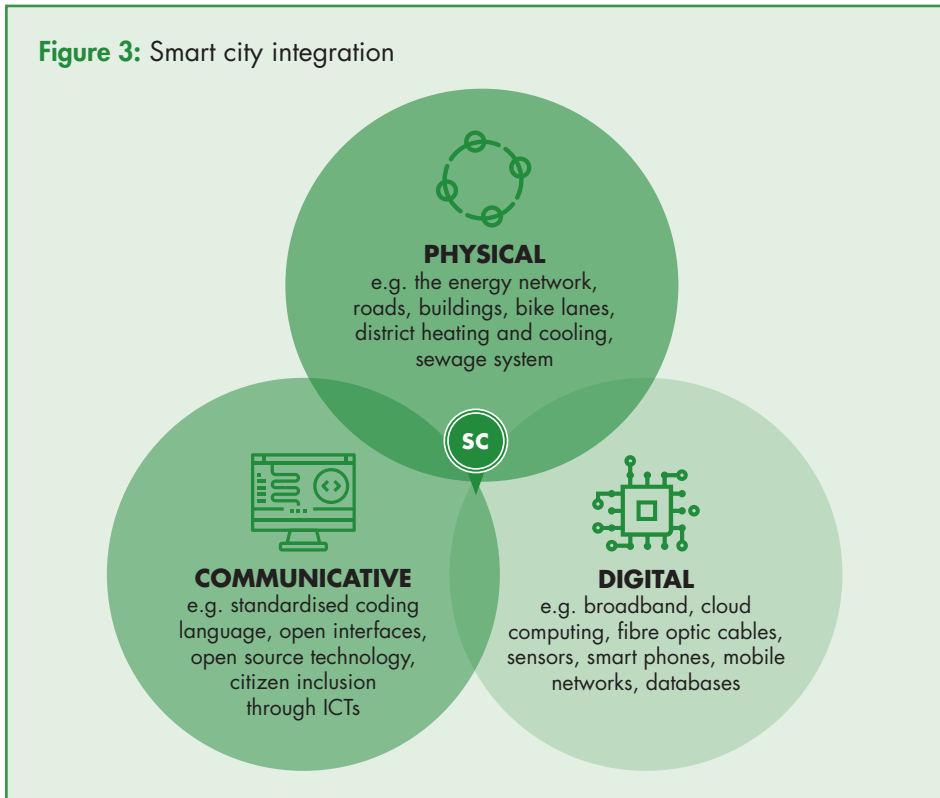 Figure 3: Smart city integration
PHYSICAL
e.g. the energy network,
roads, buildings, bike lanes,
district heating and cooling,
sewage system
SC
COMMUNICATIVE
e.g. standardised coding
language, open interfaces,
open source technology,
citizen inclusion
through ICTs
DIGITAL
e.g. broadband, cloud
computing, fibre optic cables,
sensors, smart phones, mobile
networks, databases